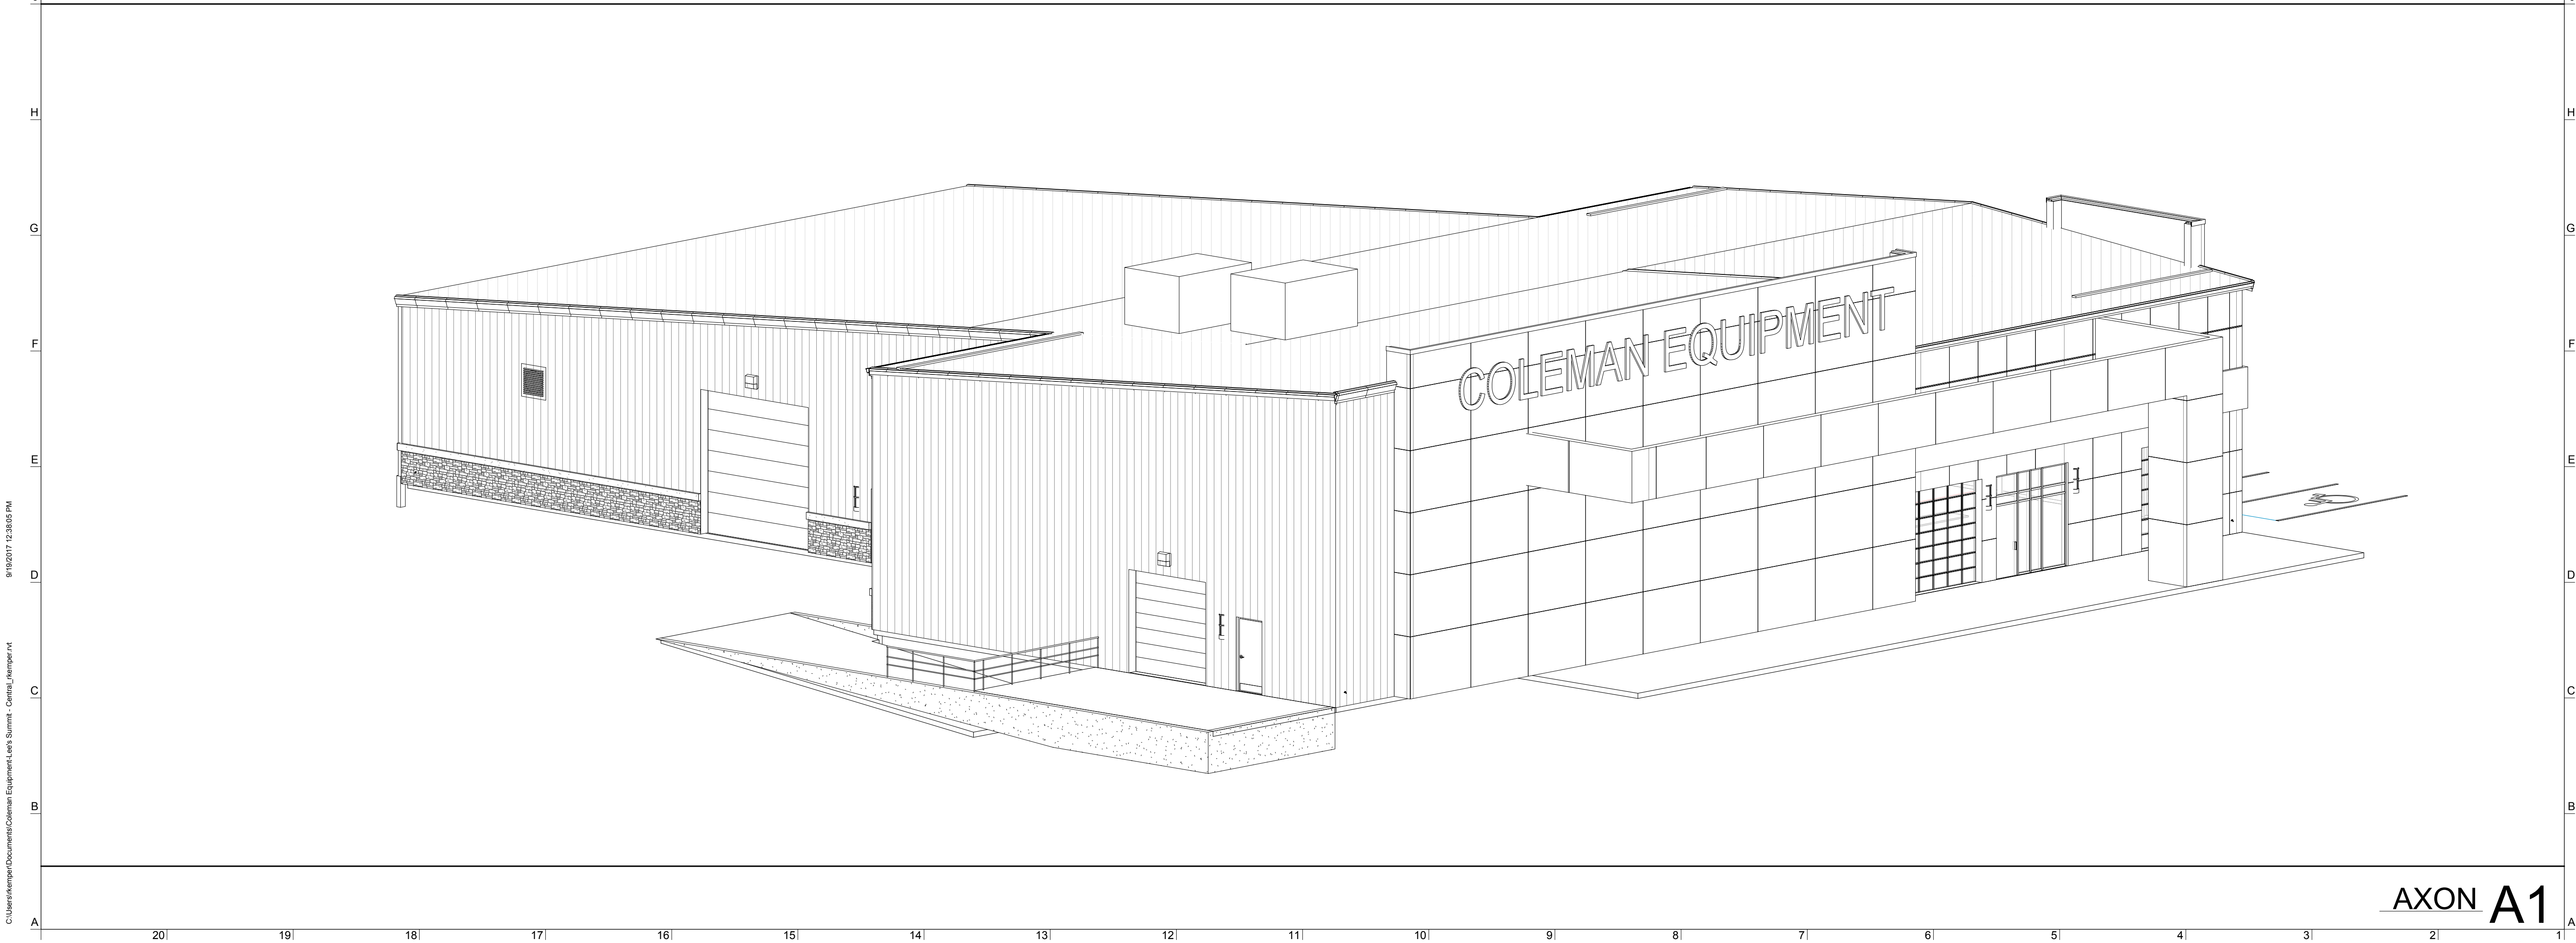 H
H
G
G
F
F
E
E
D
D
C
C
B
B
A
A
COLEMAN EQUIPMENT
9/19/2017 12:38:05 PM
C:\Users\rkemper\Documents\Coleman Equipment-Lee's Summit - Central_rkemper.rvt
AXON A1
20 19 18 17 16 15 14 13 12 11 10 9 8 7 6 5 4 3 2 1